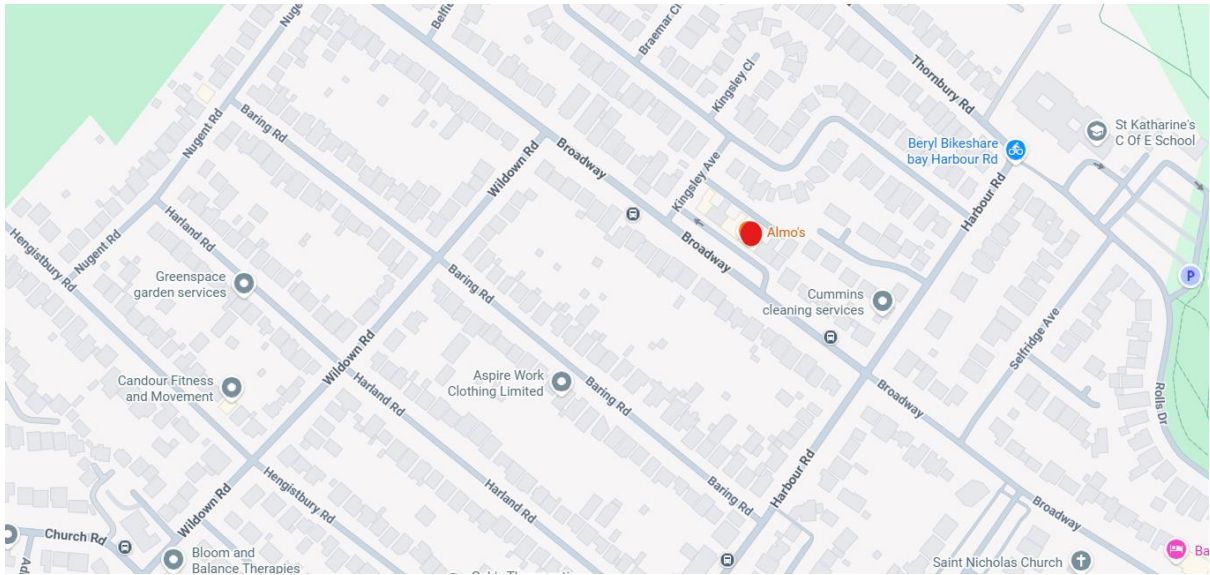 Nuge
Belfie
Braemar Cl
Kingsley Cl
Thornbury Rd
St Katharine's
C Of E School
Beryl Bikeshare
bay Harbour Rd
Baring Rd
Nugent Rd
Wildown Rd
Broadway
Kingsley Ave
Harbour Rd
Almo's
Harland Rd
Hengistbury Rd
Nugent Rd
Broadway
P
Greenspace
garden services
Baring Rd
Cummins
cleaning services
Selfridge Ave
Wildown Rd
Candour Fitness
and Movement
Aspire Work
Clothing Limited
Baring Rd
Harland Rd
Broadway
Rolls Dr
Hengistbury Rd
Harland Rd
Baring Rd
Harbour Rd
Wildown Rd
Broadway
Church Rd
Bloom and
Balance Therapies
Saint Nicholas Church
Ba